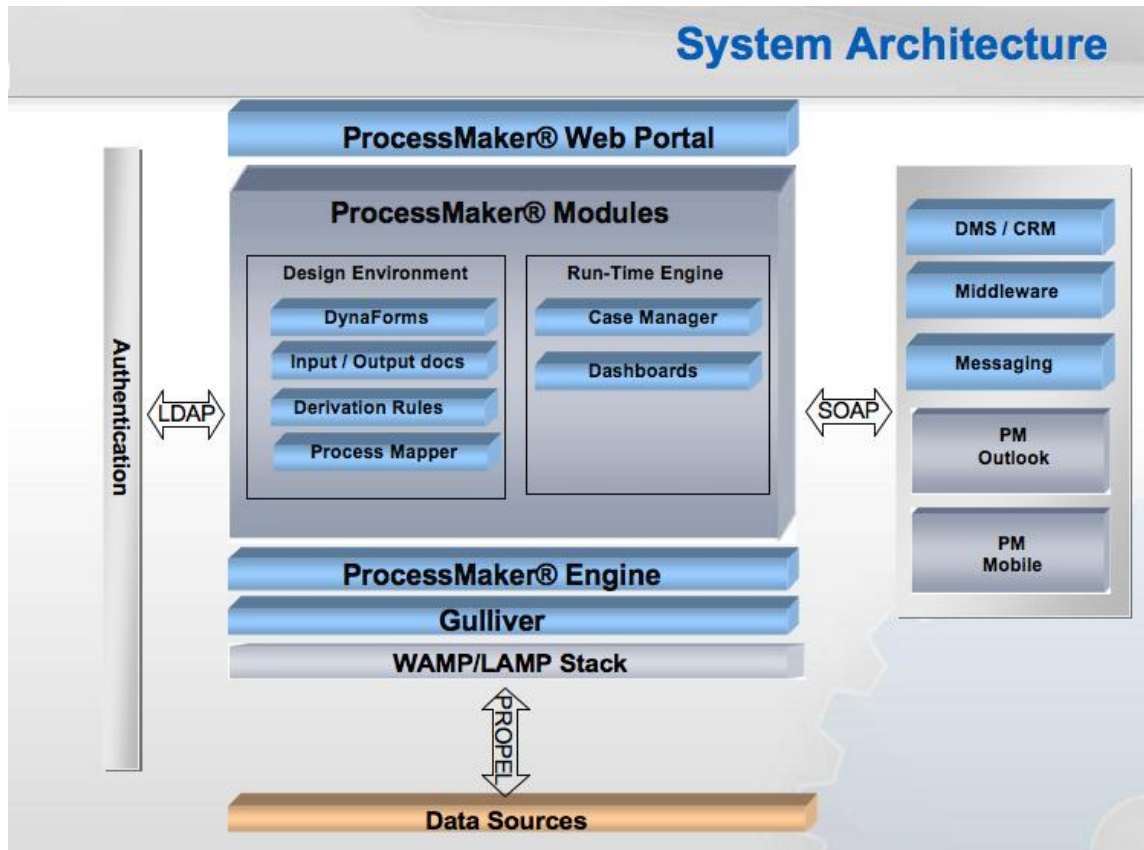 System Architecture
ProcessMaker® Web Portal
ProcessMaker® Modules
Design Environment
DynaForms
Input / Output docs
Derivation Rules
Process Mapper
Run-Time Engine
Case Manager
Dashboards
Authentication
LDAP
SOAP
DMS / CRM
Middleware
Messaging
PM
Outlook
PM
Mobile
ProcessMaker® Engine
Gulliver
WAMP/LAMP Stack
PROPEL
Data Sources